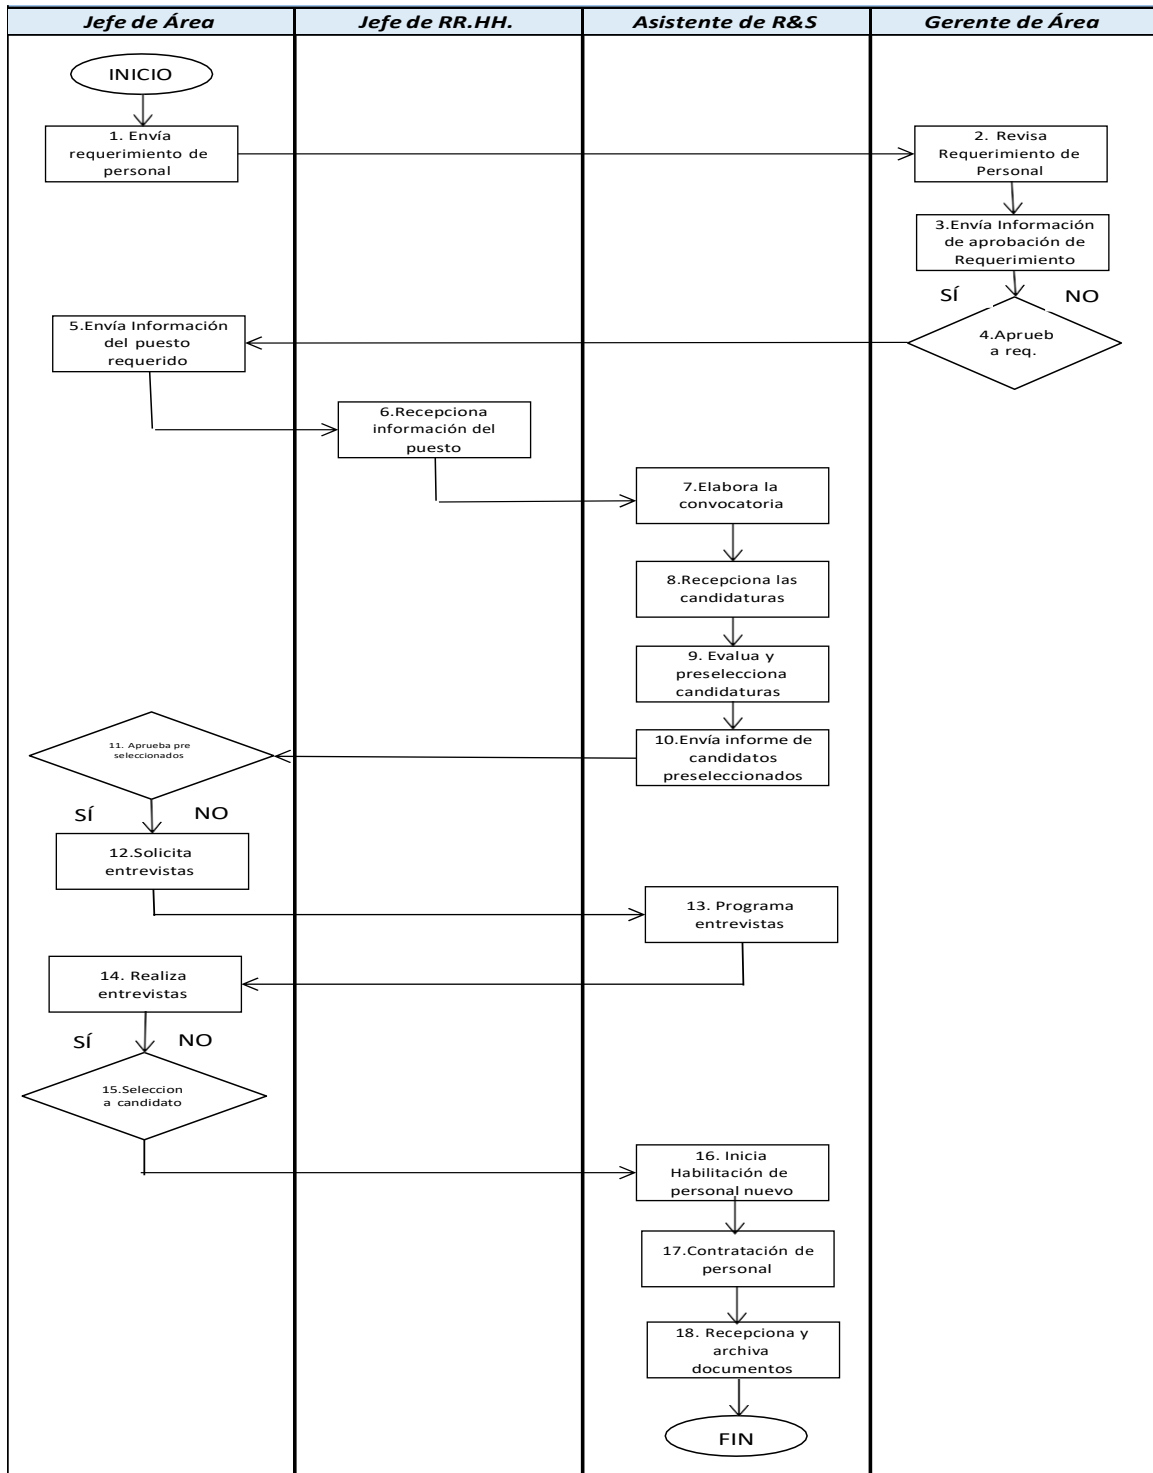 Jefe de Área
Jefe de RR.HH.
Asistente de R&S
Gerente de Área
INICIO
1. Envía
requerimiento de
personal
2. Revisa
Requerimiento de
Personal
3.Envía Información
de aprobación de
Requerimiento
SÍ
NO
4.Aprueb
a req.
5.Envía Información
del puesto
requerido
6.Recepciona
información del
puesto
7.Elabora la
convocatoria
8.Recepciona las
candidaturas
9. Evalua y
preselecciona
candidaturas
10.Envía informe de
candidatos
preseleccionados
11. Aprueba pre
seleccionados
SÍ
NO
12.Solicita
entrevistas
13. Programa
entrevistas
14. Realiza
entrevistas
SÍ
NO
15.Seleccion
a candidato
16. Inicia
Habilitación de
personal nuevo
17.Contratación de
personal
18. Recepciona y
archiva
documentos
FIN